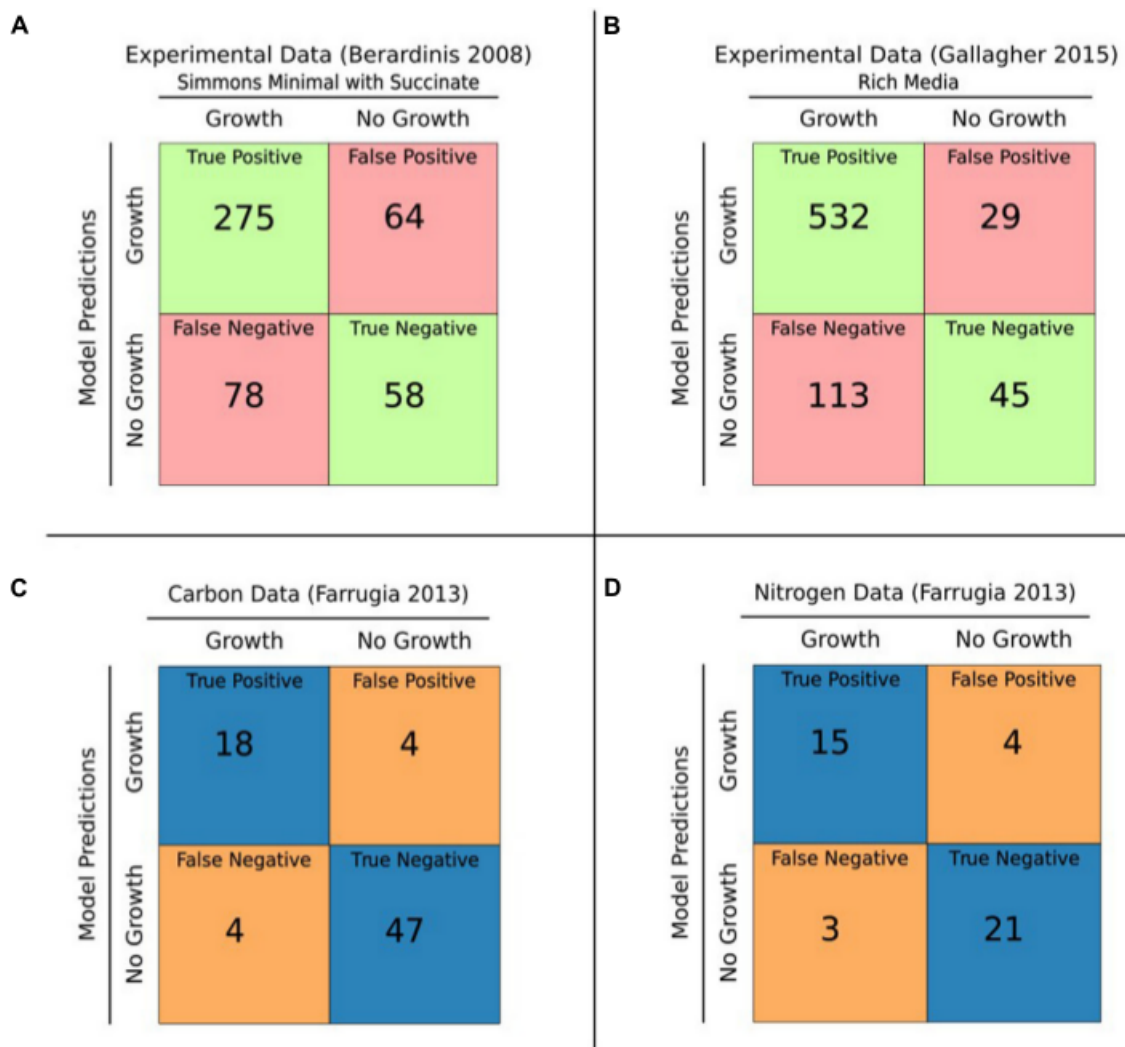 A
Experimental Data (Berardinis 2008)
Simmons Minimal with Succinate
Growth No Growth
Model Predictions
Growth
True Positive False Positive
275 64
No Growth
False Negative True Negative
78 58
B
Experimental Data (Gallagher 2015)
Rich Media
Growth No Growth
Model Predictions
Growth
True Positive False Positive
532 29
No Growth
False Negative True Negative
113 45
C
Carbon Data (Farrugia 2013)
Growth No Growth
Model Predictions
Growth
True Positive False Positive
18 4
No Growth
False Negative True Negative
4 47
D
Nitrogen Data (Farrugia 2013)
Growth No Growth
Model Predictions
Growth
True Positive False Positive
15 4
No Growth
False Negative True Negative
3 21